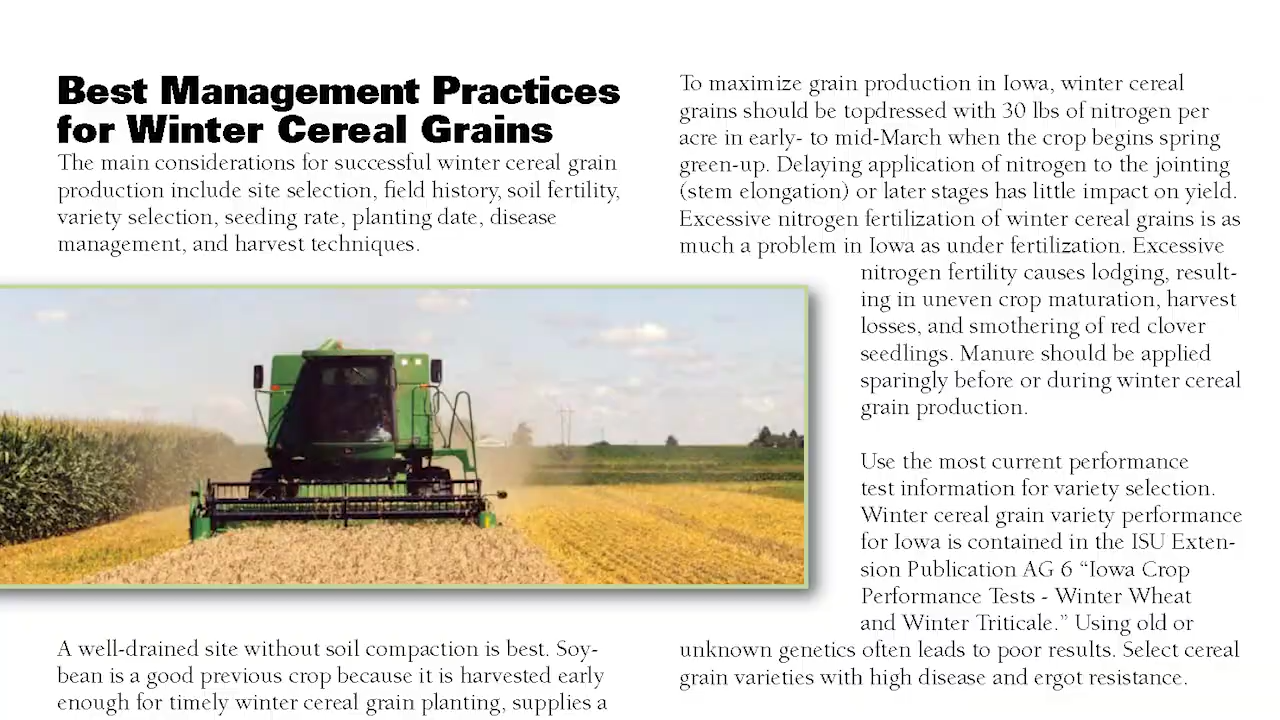 Best Management Practices
for Winter Cereal Grains
The main considerations for successful winter cereal grain
production include site selection, field history, soil fertility,
variety selection, seeding rate, planting date, disease
management, and harvest techniques.
A well-drained site without soil compaction is best. Soy-
bean is a good previous crop because it is harvested early
enough for timely winter cereal grain planting, supplies a
To maximize grain production in Iowa, winter cereal
grains should be topdressed with 30 lbs of nitrogen per
acre in early- to mid-March when the crop begins spring
green-up. Delaying application of nitrogen to the jointing
(stem elongation) or later stages has little impact on yield.
Excessive nitrogen fertilization of winter cereal grains is as
much a problem in Iowa as under fertilization. Excessive
nitrogen fertility causes lodging, result-
ing in uneven crop maturation, harvest
losses, and smothering of red clover
seedlings. Manure should be applied
sparingly before or during winter cereal
grain production.
Use the most current performance
test information for variety selection.
Winter cereal grain variety performance
for Iowa is contained in the ISU Exten-
sion Publication AG 6 “Iowa Crop
Performance Tests - Winter Wheat
and Winter Triticale.” Using old or
unknown genetics often leads to poor results. Select cereal
grain varieties with high disease and ergot resistance.